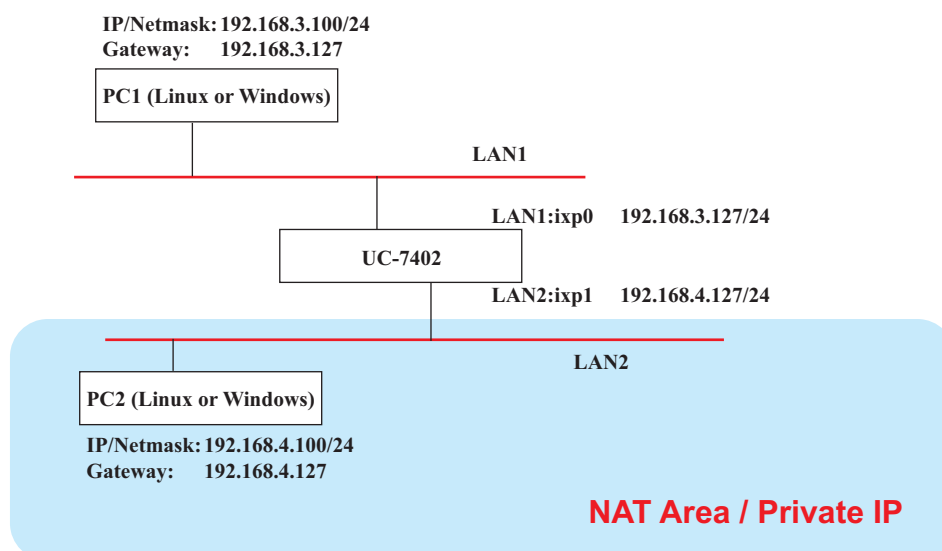 IP/Netmask: 192.168.3.100/24
Gateway: 192.168.3.127
PC1 (Linux or Windows)
LAN1
LAN1:ixp0 192.168.3.127/24
UC-7402
LAN2:ixp1 192.168.4.127/24
LAN2
PC2 (Linux or Windows)
IP/Netmask: 192.168.4.100/24
Gateway: 192.168.4.127
NAT Area / Private IP